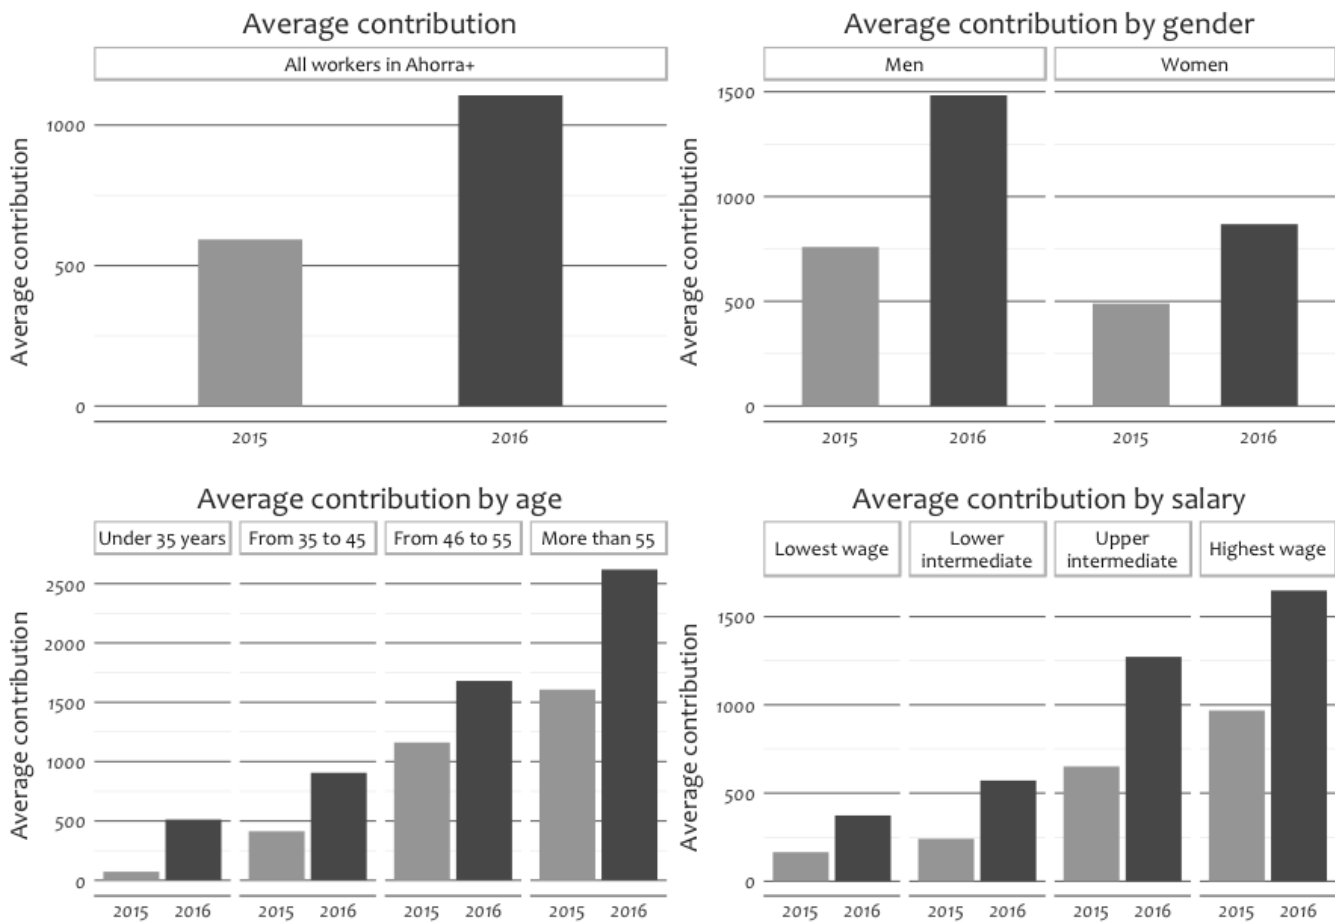 Average contribution
All workers in Ahorra+
Average contribution
1000
500
0
2015 2016
Average contribution by gender
Men Women
Average contribution
1500
1000
500
0
2015 2016 2015 2016
Average contribution by age
Under 35 years From 35 to 45 From 46 to 55 More than 55
Average contribution
2500
2000
1500
1000
500
0
2015 2016 2015 2016 2015 2016 2015 2016
Average contribution by salary
Lowest wage Lower intermediate Upper intermediate Highest wage
Average contribution
1500
1000
500
0
2015 2016 2015 2016 2015 2016 2015 2016